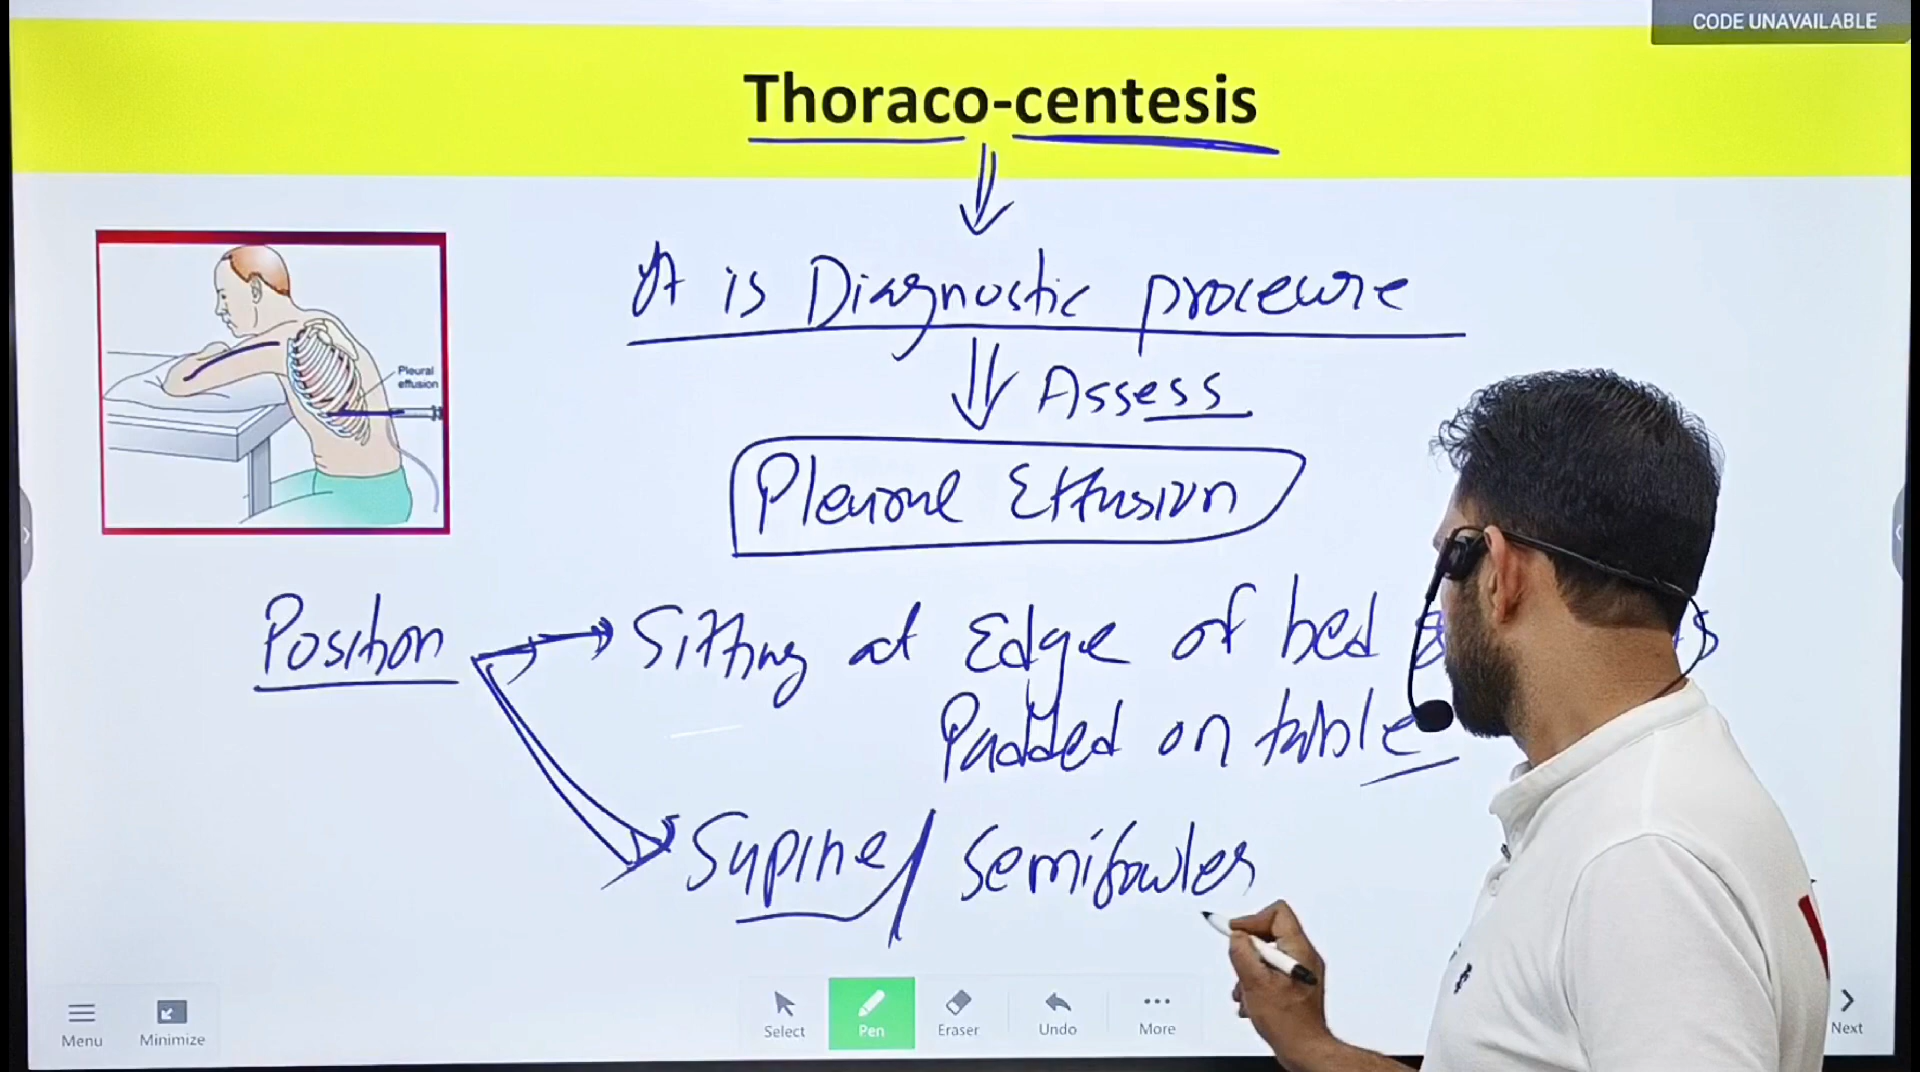 CODE UNAVAILABLE
Thoraco-centesis
It is Diagnostic procedure
Assess
Pleural
effusion
Pleural Effusion
Position
Sitting at Edge of bed
Padded on table
Supine / Semifowler
Menu
Minimize
Select
Pen
Eraser
Undo
More
Next